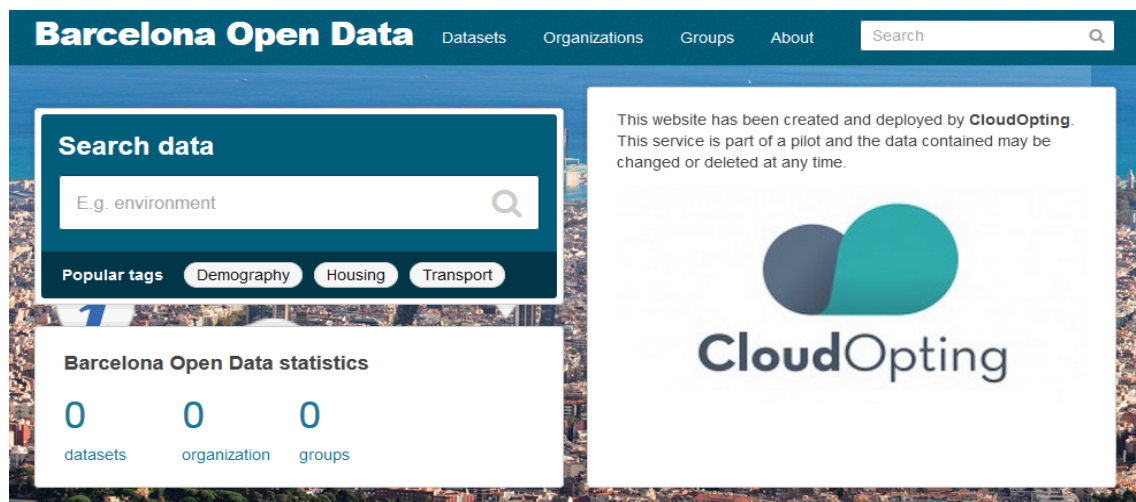 Barcelona Open Data
Datasets
Organizations
Groups
About
Search
Search data
E.g. environment
Popular tags
Demography
Housing
Transport
Barcelona Open Data statistics
0
0
0
datasets
organization
groups
This website has been created and deployed by CloudOpting.
This service is part of a pilot and the data contained may be
changed or deleted at any time.
CloudOpting